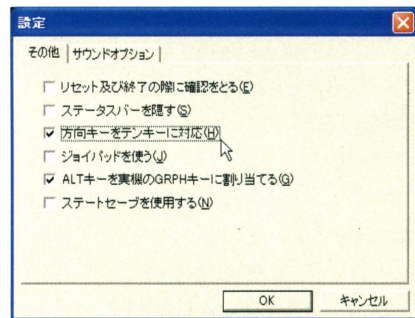 設定
その他 サウンドオプション
リセット及び終了の際に確認をとる(E)
ステータスバーを隠す(S)
方向キーをテンキーに対応(H)
ジョイパッドを使う(J)
ALTキーを実機のGRPHキーに割り当てる(G)
ステートセーブを使用する(N)
OK キャンセル